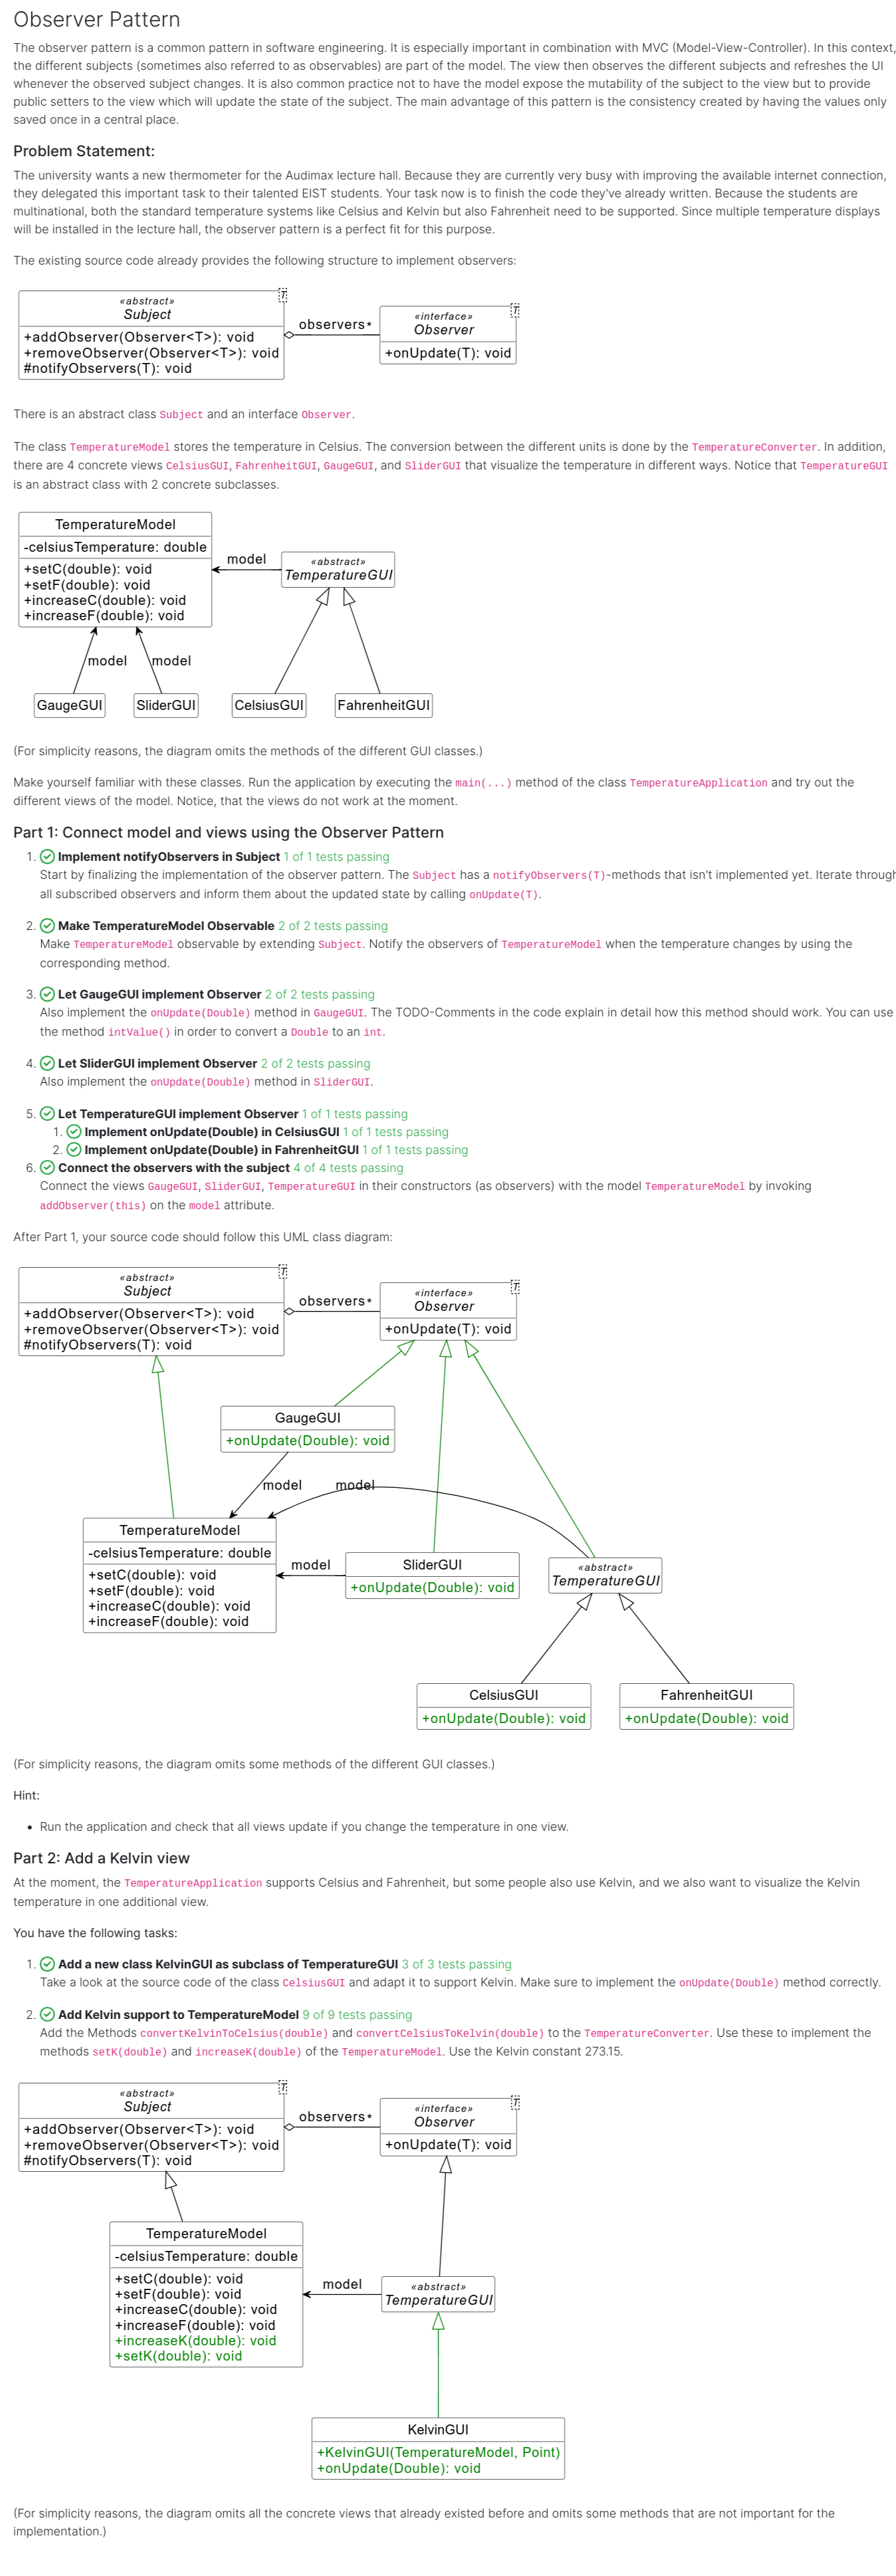 Observer Pattern
The observer pattern is a common pattern in software engineering. It is especially important in combination with MVC (Model-View-Controller). In this context,
the different subjects (sometimes also referred to as observables) are part of the model. The view then observes the different subjects and refreshes the UI
whenever the observed subject changes. It is also common practice not to have the model expose the mutability of the subject to the view but to provide
public setters to the view which will update the state of the subject. The main advantage of this pattern is the consistency created by having the values only
saved once in a central place.
Problem Statement:
The university wants a new thermometer for the Audimax lecture hall. Because they are currently very busy with improving the available internet connection,
they delegated this important task to their talented EIST students. Your task now is to finish the code they've already written. Because the students are
multinational, both the standard temperature systems like Celsius and Kelvin but also Fahrenheit need to be supported. Since multiple temperature displays
will be installed in the lecture hall, the observer pattern is a perfect fit for this purpose.
The existing source code already provides the following structure to implement observers:
«abstract»
Subject
T
+addObserver(Observer<T>): void
+removeObserver(Observer<T>): void
#notifyObservers(T): void
observers*
«interface»
Observer
T
+onUpdate(T): void
There is an abstract class Subject and an interface Observer.
The class TemperatureModel stores the temperature in Celsius. The conversion between the different units is done by the TemperatureConverter. In addition,
there are 4 concrete views CelsiusGUI, FahrenheitGUI, GaugeGUI, and SliderGUI that visualize the temperature in different ways. Notice that TemperatureGUI
is an abstract class with 2 concrete subclasses.
TemperatureModel
-celsiusTemperature: double
+setC(double): void
+setF(double): void
+increaseC(double): void
+increaseF(double): void
model
«abstract»
TemperatureGUI
model
model
GaugeGUI
SliderGUI
CelsiusGUI
FahrenheitGUI
(For simplicity reasons, the diagram omits the methods of the different GUI classes.)
Make yourself familiar with these classes. Run the application by executing the main(...) method of the class TemperatureApplication and try out the
different views of the model. Notice, that the views do not work at the moment.
Part 1: Connect model and views using the Observer Pattern
1. Implement notifyObservers in Subject 1 of 1 tests passing
Start by finalizing the implementation of the observer pattern. The Subject has a notifyObservers(T)-methods that isn't implemented yet. Iterate through
all subscribed observers and inform them about the updated state by calling onUpdate(T).
2. Make TemperatureModel Observable 2 of 2 tests passing
Make TemperatureModel observable by extending Subject. Notify the observers of TemperatureModel when the temperature changes by using the
corresponding method.
3. Let GaugeGUI implement Observer 2 of 2 tests passing
Also implement the onUpdate(Double) method in GaugeGUI. The TODO-Comments in the code explain in detail how this method should work. You can use
the method intValue() in order to convert a Double to an int.
4. Let SliderGUI implement Observer 2 of 2 tests passing
Also implement the onUpdate(Double) method in SliderGUI.
5. Let TemperatureGUI implement Observer 1 of 1 tests passing
1. Implement onUpdate(Double) in CelsiusGUI 1 of 1 tests passing
2. Implement onUpdate(Double) in FahrenheitGUI 1 of 1 tests passing
6. Connect the observers with the subject 4 of 4 tests passing
Connect the views GaugeGUI, SliderGUI, TemperatureGUI in their constructors (as observers) with the model TemperatureModel by invoking
addObserver(this) on the model attribute.
After Part 1, your source code should follow this UML class diagram:
«abstract»
Subject
T
+addObserver(Observer<T>): void
+removeObserver(Observer<T>): void
#notifyObservers(T): void
observers*
«interface»
Observer
T
+onUpdate(T): void
GaugeGUI
+onUpdate(Double): void
model
model
TemperatureModel
-celsiusTemperature: double
+setC(double): void
+setF(double): void
+increaseC(double): void
+increaseF(double): void
model
SliderGUI
+onUpdate(Double): void
«abstract»
TemperatureGUI
CelsiusGUI
+onUpdate(Double): void
FahrenheitGUI
+onUpdate(Double): void
(For simplicity reasons, the diagram omits some methods of the different GUI classes.)
Hint:
• Run the application and check that all views update if you change the temperature in one view.
Part 2: Add a Kelvin view
At the moment, the TemperatureApplication supports Celsius and Fahrenheit, but some people also use Kelvin, and we also want to visualize the Kelvin
temperature in one additional view.
You have the following tasks:
1. Add a new class KelvinGUI as subclass of TemperatureGUI 3 of 3 tests passing
Take a look at the source code of the class CelsiusGUI and adapt it to support Kelvin. Make sure to implement the onUpdate(Double) method correctly.
2. Add Kelvin support to TemperatureModel 9 of 9 tests passing
Add the Methods convertKelvinToCelsius(double) and convertCelsiusToKelvin(double) to the TemperatureConverter. Use these to implement the
methods setK(double) and increaseK(double) of the TemperatureModel. Use the Kelvin constant 273.15.
«abstract»
Subject
T
+addObserver(Observer<T>): void
+removeObserver(Observer<T>): void
#notifyObservers(T): void
observers*
«interface»
Observer
T
+onUpdate(T): void
TemperatureModel
-celsiusTemperature: double
+setC(double): void
+setF(double): void
+increaseC(double): void
+increaseF(double): void
+increaseK(double): void
+setK(double): void
model
«abstract»
TemperatureGUI
KelvinGUI
+KelvinGUI(TemperatureModel, Point)
+onUpdate(Double): void
(For simplicity reasons, the diagram omits all the concrete views that already existed before and omits some methods that are not important for the
implementation.)